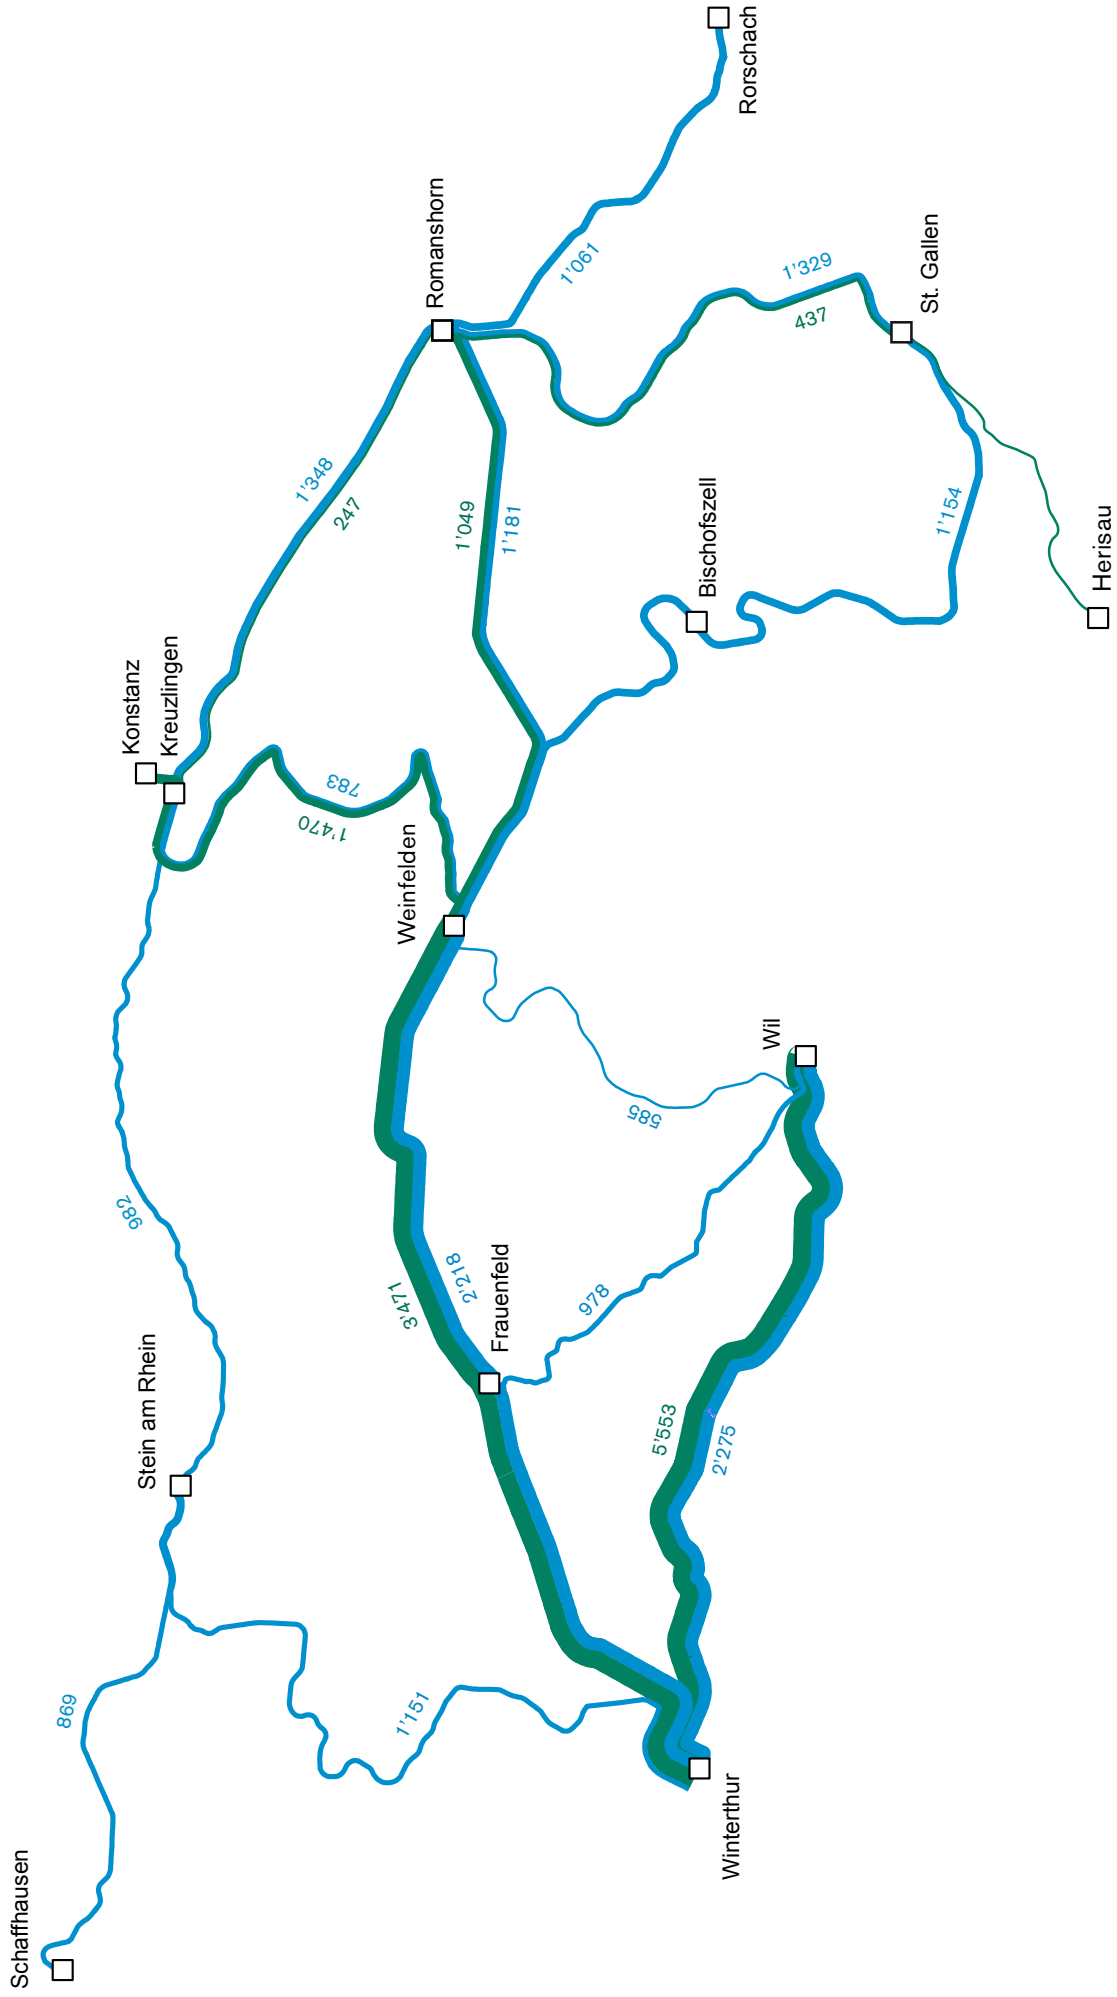 Schaffhausen
869
Stein am Rhein
982
Konstanz
Kreuzlingen
1’348
247
Romanshorn
1’061
Rorschach
1’151
3’471
2’218
Frauenfeld
Weinfelden
1’470
783
1’049
1’181
Bischofszell
1’329
437
St. Gallen
1’154
Herisau
585
978
Wil
5’553
2’275
Winterthur